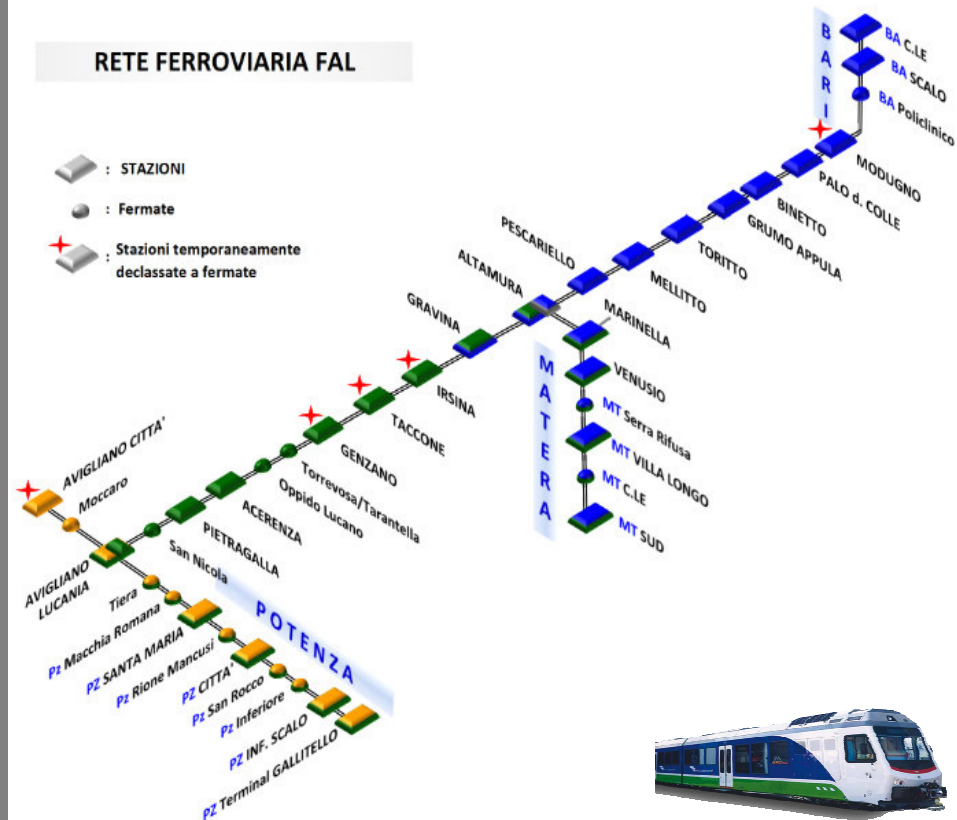 RETE FERROVIARIA FAL
: STAZIONI
: Fermate
: Stazioni temporaneamente
declassate a fermate
BARI
BA C.LE
BA SCALO
BA Policlinico
MODUGNO
PALO d. COLLE
BINETTO
GRUMO APPULA
TORITTO
MELLITTO
PESCARIELLO
ALTAMURA
MARINELLA
VENUSIO
MT Serra Rifusa
MT VILLA LONGO
MT C.LE
MT SUD
MATERA
GRAVINA
IRSINA
TACCONE
GENZANO
Torrevosa/Tarantella
Oppido Lucano
ACERENZA
PIETRAGALLA
San Nicola
AVIGLIANO CITTA'
Moccaro
AVIGLIANO
LUCANIA
Tiera
Pz Macchia Romana
PZ SANTA MARIA
Pz Rione Mancusi
PZ CITTA'
Pz San Rocco
Pz Inferiore
PZ INF. SCALO
PZ Terminal GALLITELLO
POTENZA